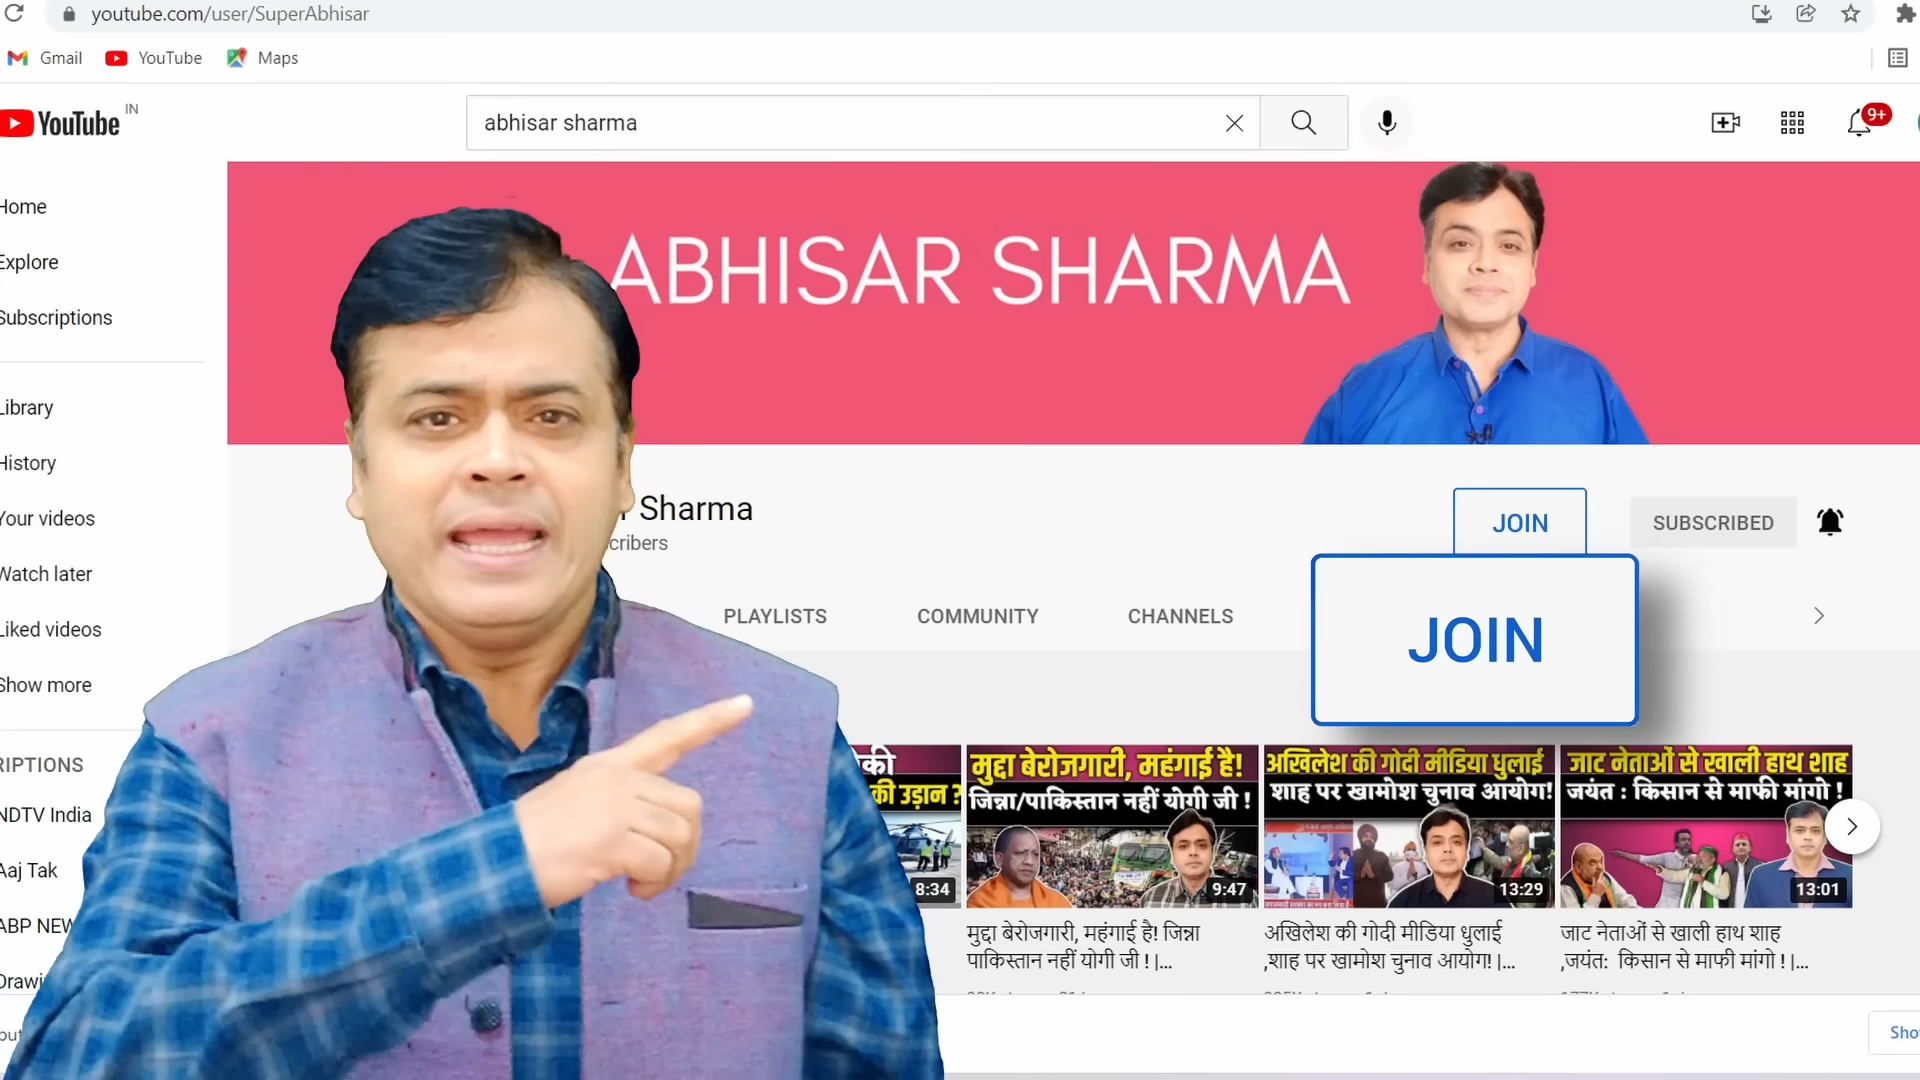 youtube.com/user/SuperAbhisar
Gmail YouTube Maps
YouTube IN
abhisar sharma
9+
Home
Explore
Subscriptions
Library
History
Your videos
Watch later
Liked videos
Show more
RIPTIONS
NDTV India
Aaj Tak
ABP NEW
Drawi
ABHISAR SHARMA
Sharma
cribers
JOIN
SUBSCRIBED
JOIN
PLAYLISTS COMMUNITY CHANNELS
की
की उड़ान ?
8:34
मुद्दा बेरोजगारी, महंगाई है!
जिन्ना/पाकिस्तान नहीं योगी जी !
9:47
मुद्दा बेरोजगारी, महंगाई है! जिन्ना
पाकिस्तान नहीं योगी जी ! |...
अखिलेश की गोदी मीडिया धुलाई
शाह पर खामोश चुनाव आयोग!
13:29
अखिलेश की गोदी मीडिया धुलाई
,शाह पर खामोश चुनाव आयोग! |...
जाट नेताओं से खाली हाथ शाह
जयंत : किसान से माफी मांगो !
13:01
जाट नेताओं से खाली हाथ शाह
,जयंत: किसान से माफी मांगो ! |...
Sho